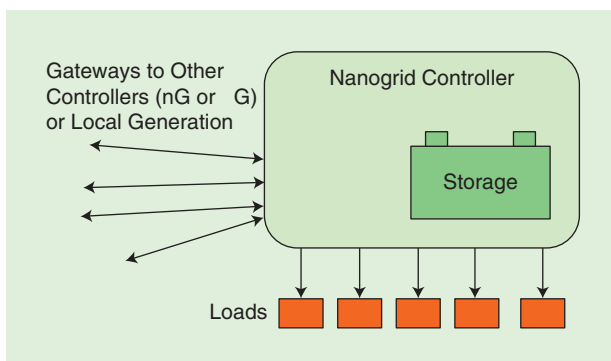 Gateways to Other
Controllers (nG or G)
or Local Generation
Nanogrid Controller
Storage
Loads